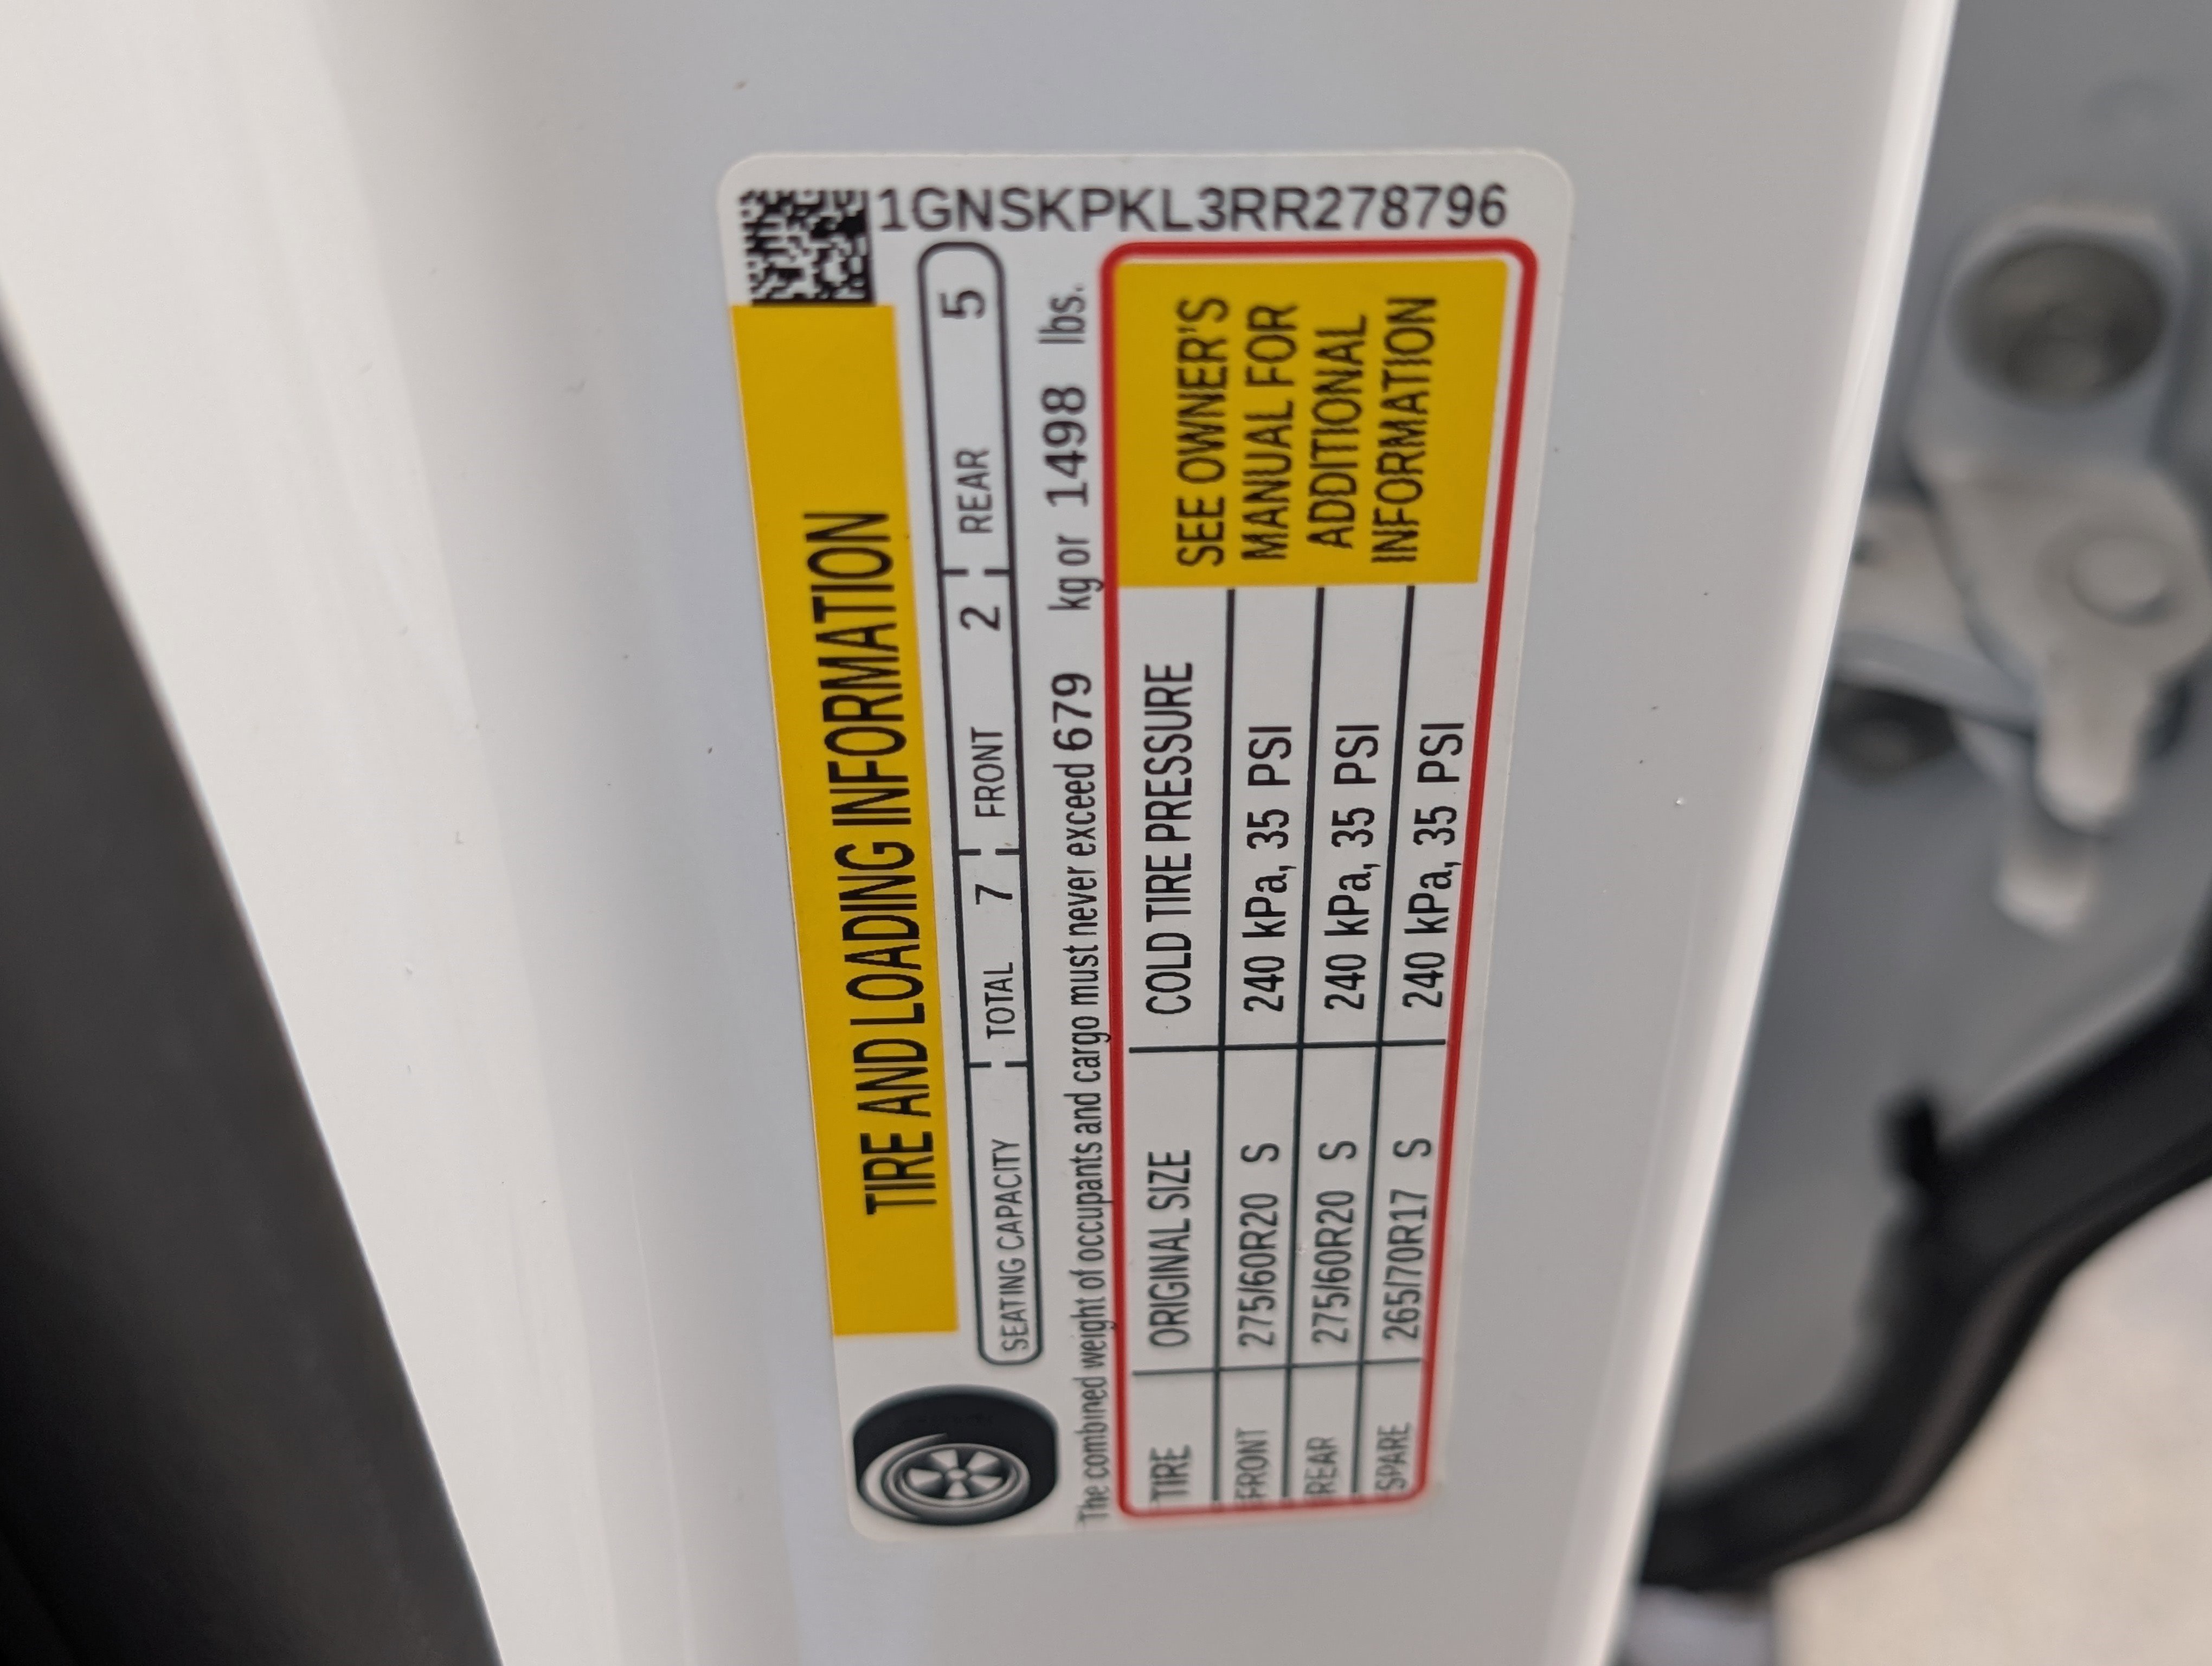 1GNSKPKL3RR278796
TIRE AND LOADING INFORMATION
SEATING CAPACITY TOTAL 7 FRONT 2 REAR 5
The combined weight of occupants and cargo must never exceed 679 kg or 1498 lbs.
TIRE ORIGINAL SIZE COLD TIRE PRESSURE
FRONT 275/60R20 S 240 kPa, 35 PSI
REAR 275/60R20 S 240 kPa, 35 PSI
SPARE 265/70R17 S 240 kPa, 35 PSI
SEE OWNER'S
MANUAL FOR
ADDITIONAL
INFORMATION